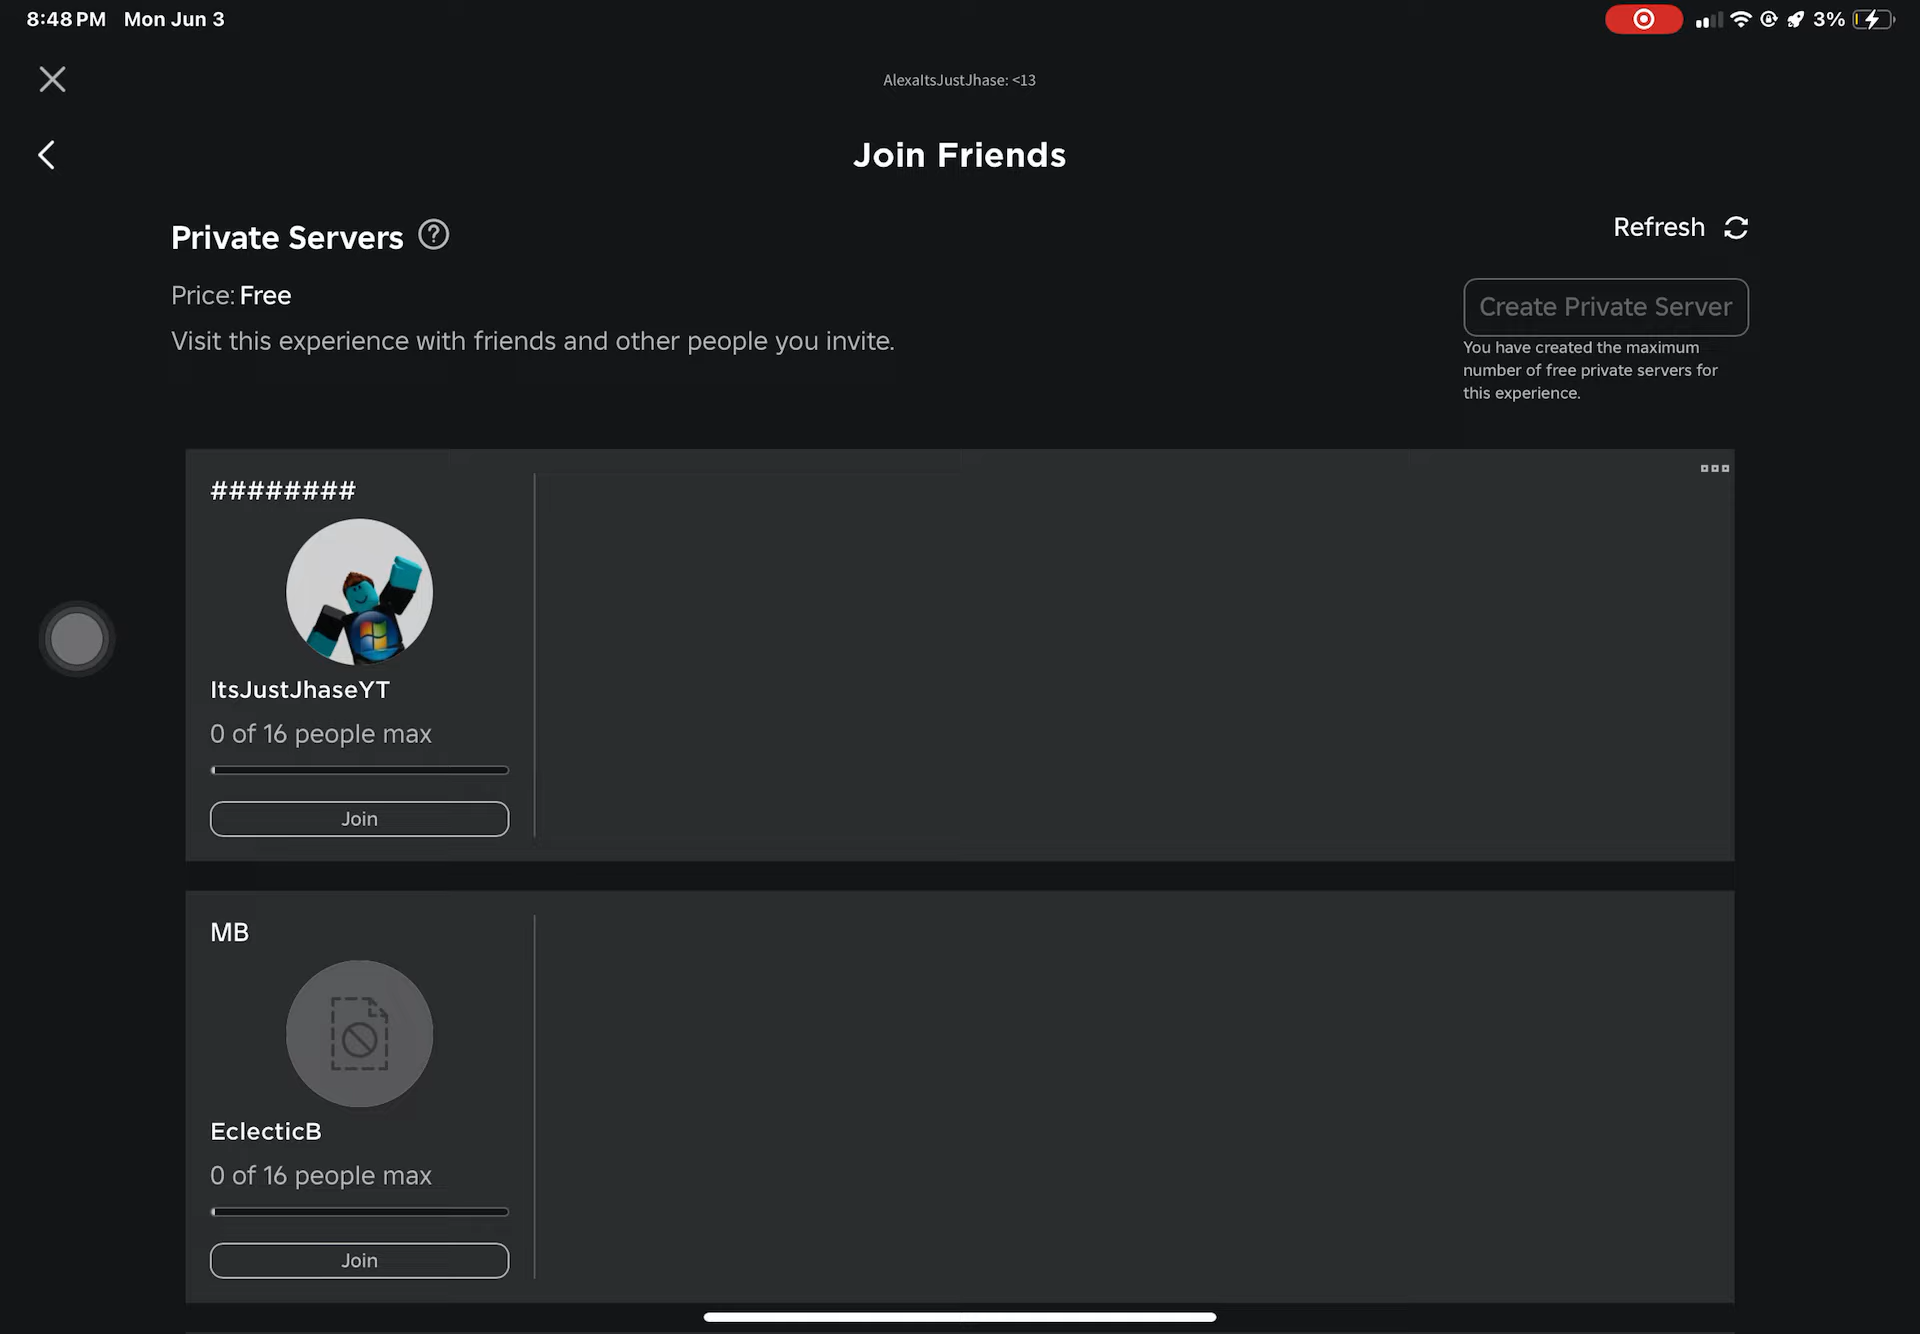 8:48 PM Mon Jun 3
3%
AlexaItsJustJhase: <13
Join Friends
Private Servers
Refresh
Price: Free
Create Private Server
Visit this experience with friends and other people you invite.
You have created the maximum
number of free private servers for
this experience.
########
ItsJustJhaseYT
0 of 16 people max
Join
MB
EclecticB
0 of 16 people max
Join